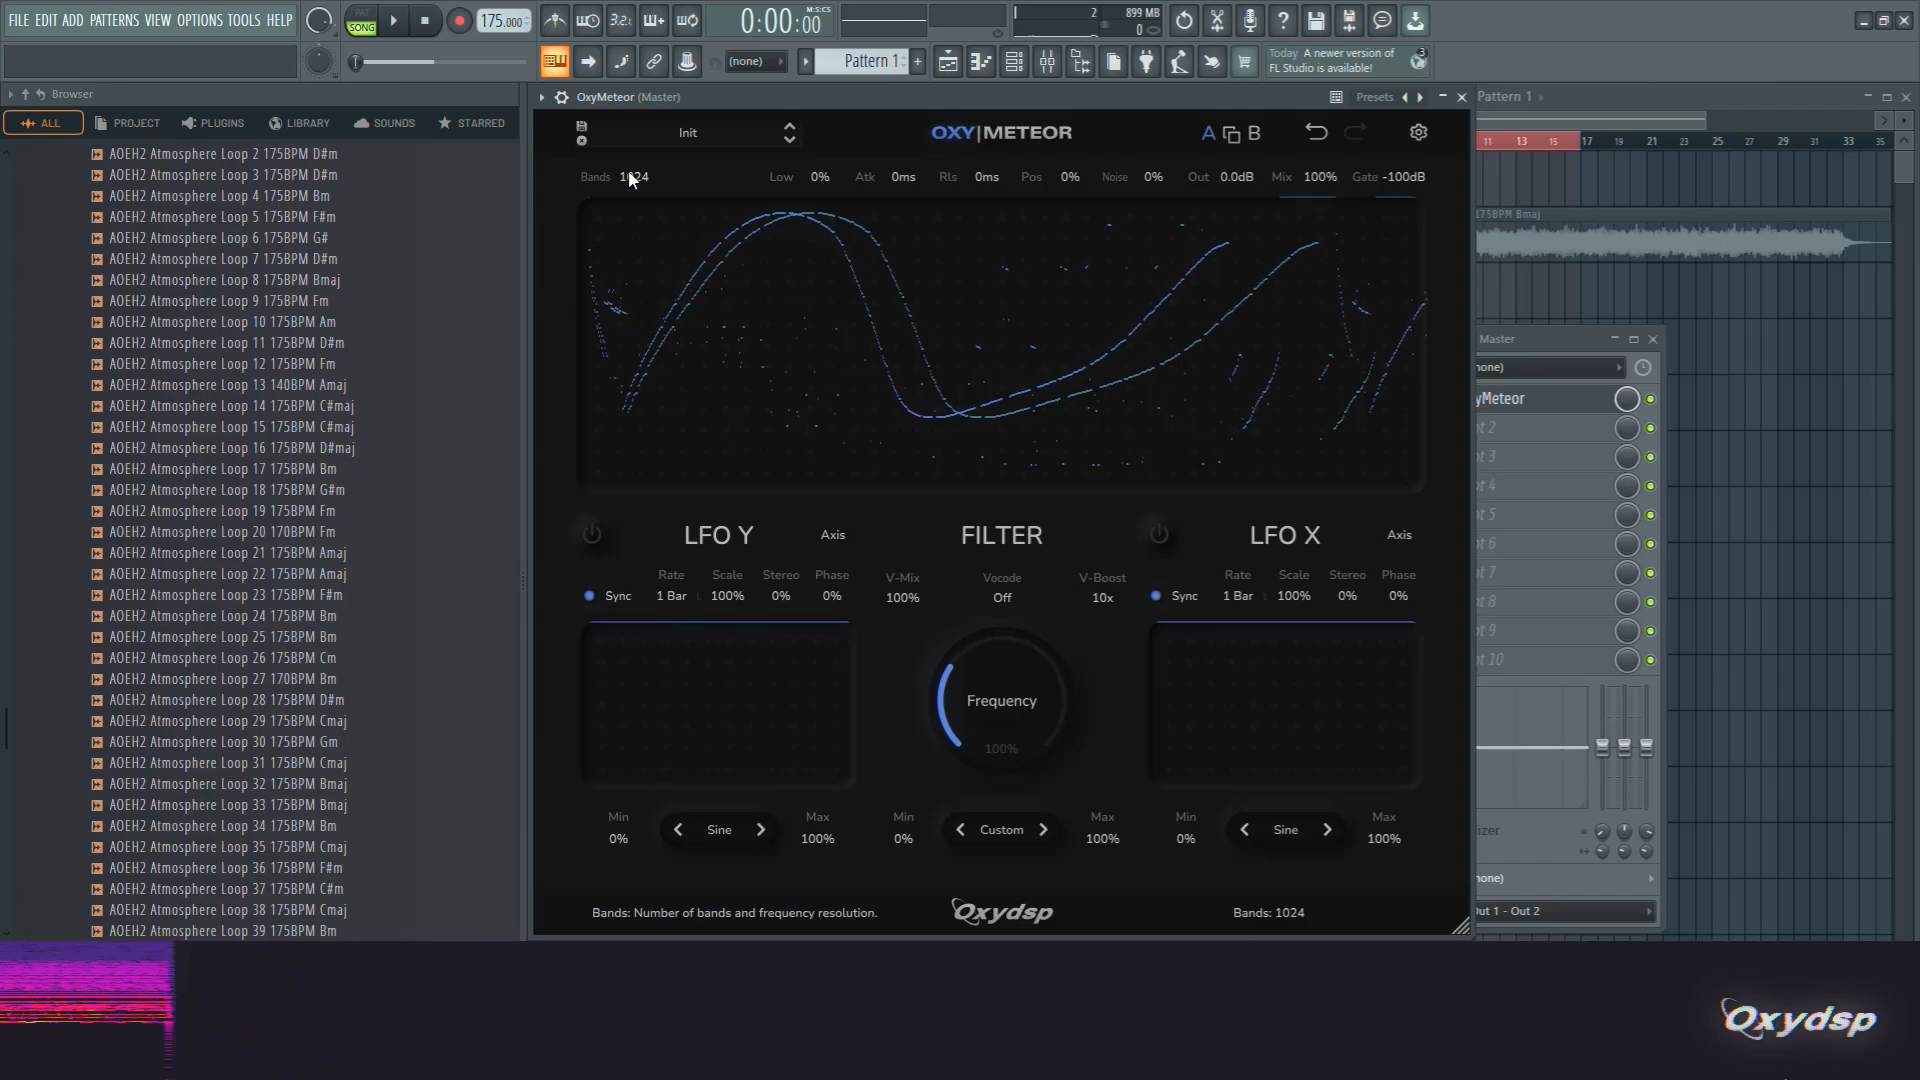 FILE EDIT ADD PATTERNS VIEW OPTIONS TOOLS HELP
PAT
SONG
175.000
3.2:
0:00:00
M:S:CS
2
899 MB
0
(none)
Pattern 1
Today A newer version of
FL Studio is available!
3
Browser
ALL
PROJECT
PLUGINS
LIBRARY
SOUNDS
STARRED
AOEH2 Atmosphere Loop 2 175BPM D#m
AOEH2 Atmosphere Loop 3 175BPM D#m
AOEH2 Atmosphere Loop 4 175BPM Bm
AOEH2 Atmosphere Loop 5 175BPM F#m
AOEH2 Atmosphere Loop 6 175BPM G#
AOEH2 Atmosphere Loop 7 175BPM D#m
AOEH2 Atmosphere Loop 8 175BPM Bmaj
AOEH2 Atmosphere Loop 9 175BPM Fm
AOEH2 Atmosphere Loop 10 175BPM Am
AOEH2 Atmosphere Loop 11 175BPM D#m
AOEH2 Atmosphere Loop 12 175BPM Fm
AOEH2 Atmosphere Loop 13 140BPM Amaj
AOEH2 Atmosphere Loop 14 175BPM C#maj
AOEH2 Atmosphere Loop 15 175BPM C#maj
AOEH2 Atmosphere Loop 16 175BPM D#maj
AOEH2 Atmosphere Loop 17 175BPM Bm
AOEH2 Atmosphere Loop 18 175BPM G#m
AOEH2 Atmosphere Loop 19 175BPM Fm
AOEH2 Atmosphere Loop 20 170BPM Fm
AOEH2 Atmosphere Loop 21 175BPM Amaj
AOEH2 Atmosphere Loop 22 175BPM Amaj
AOEH2 Atmosphere Loop 23 175BPM F#m
AOEH2 Atmosphere Loop 24 175BPM Bm
AOEH2 Atmosphere Loop 25 175BPM Bm
AOEH2 Atmosphere Loop 26 175BPM Cm
AOEH2 Atmosphere Loop 27 170BPM Bm
AOEH2 Atmosphere Loop 28 175BPM D#m
AOEH2 Atmosphere Loop 29 175BPM Cmaj
AOEH2 Atmosphere Loop 30 175BPM Gm
AOEH2 Atmosphere Loop 31 175BPM Cmaj
AOEH2 Atmosphere Loop 32 175BPM Bmaj
AOEH2 Atmosphere Loop 33 175BPM Bmaj
AOEH2 Atmosphere Loop 34 175BPM Bm
AOEH2 Atmosphere Loop 35 175BPM Cmaj
AOEH2 Atmosphere Loop 36 175BPM F#m
AOEH2 Atmosphere Loop 37 175BPM C#m
AOEH2 Atmosphere Loop 38 175BPM Cmaj
AOEH2 Atmosphere Loop 39 175BPM Bm
OxyMeteor (Master)
Presets
Init
OXY|METEOR
A B
Bands 1024 Low 0% Atk 0ms Rls 0ms Pos 0% Noise 0% Out 0.0dB Mix 100% Gate -100dB
LFO Y Axis
Rate Scale Stereo Phase
Sync 1 Bar 100% 0% 0%
Min Max
0% Sine 100%
FILTER
V-Mix Vocode V-Boost
100% Off 10x
Frequency
100%
Min Max
0% Custom 100%
LFO X Axis
Rate Scale Stereo Phase
Sync 1 Bar 100% 0% 0%
Min Max
0% Sine 100%
Bands: Number of bands and frequency resolution.
Oxydsp
Bands: 1024
Pattern 1
11 13 15 17 19 21 23 25 27 29 31 33 35
175BPM Bmaj
Master
none)
yMeteor
ot 2
ot 3
ot 4
ot 5
ot 6
ot 7
ot 8
ot 9
ot 10
izer
none)
Out 1 - Out 2
Oxydsp